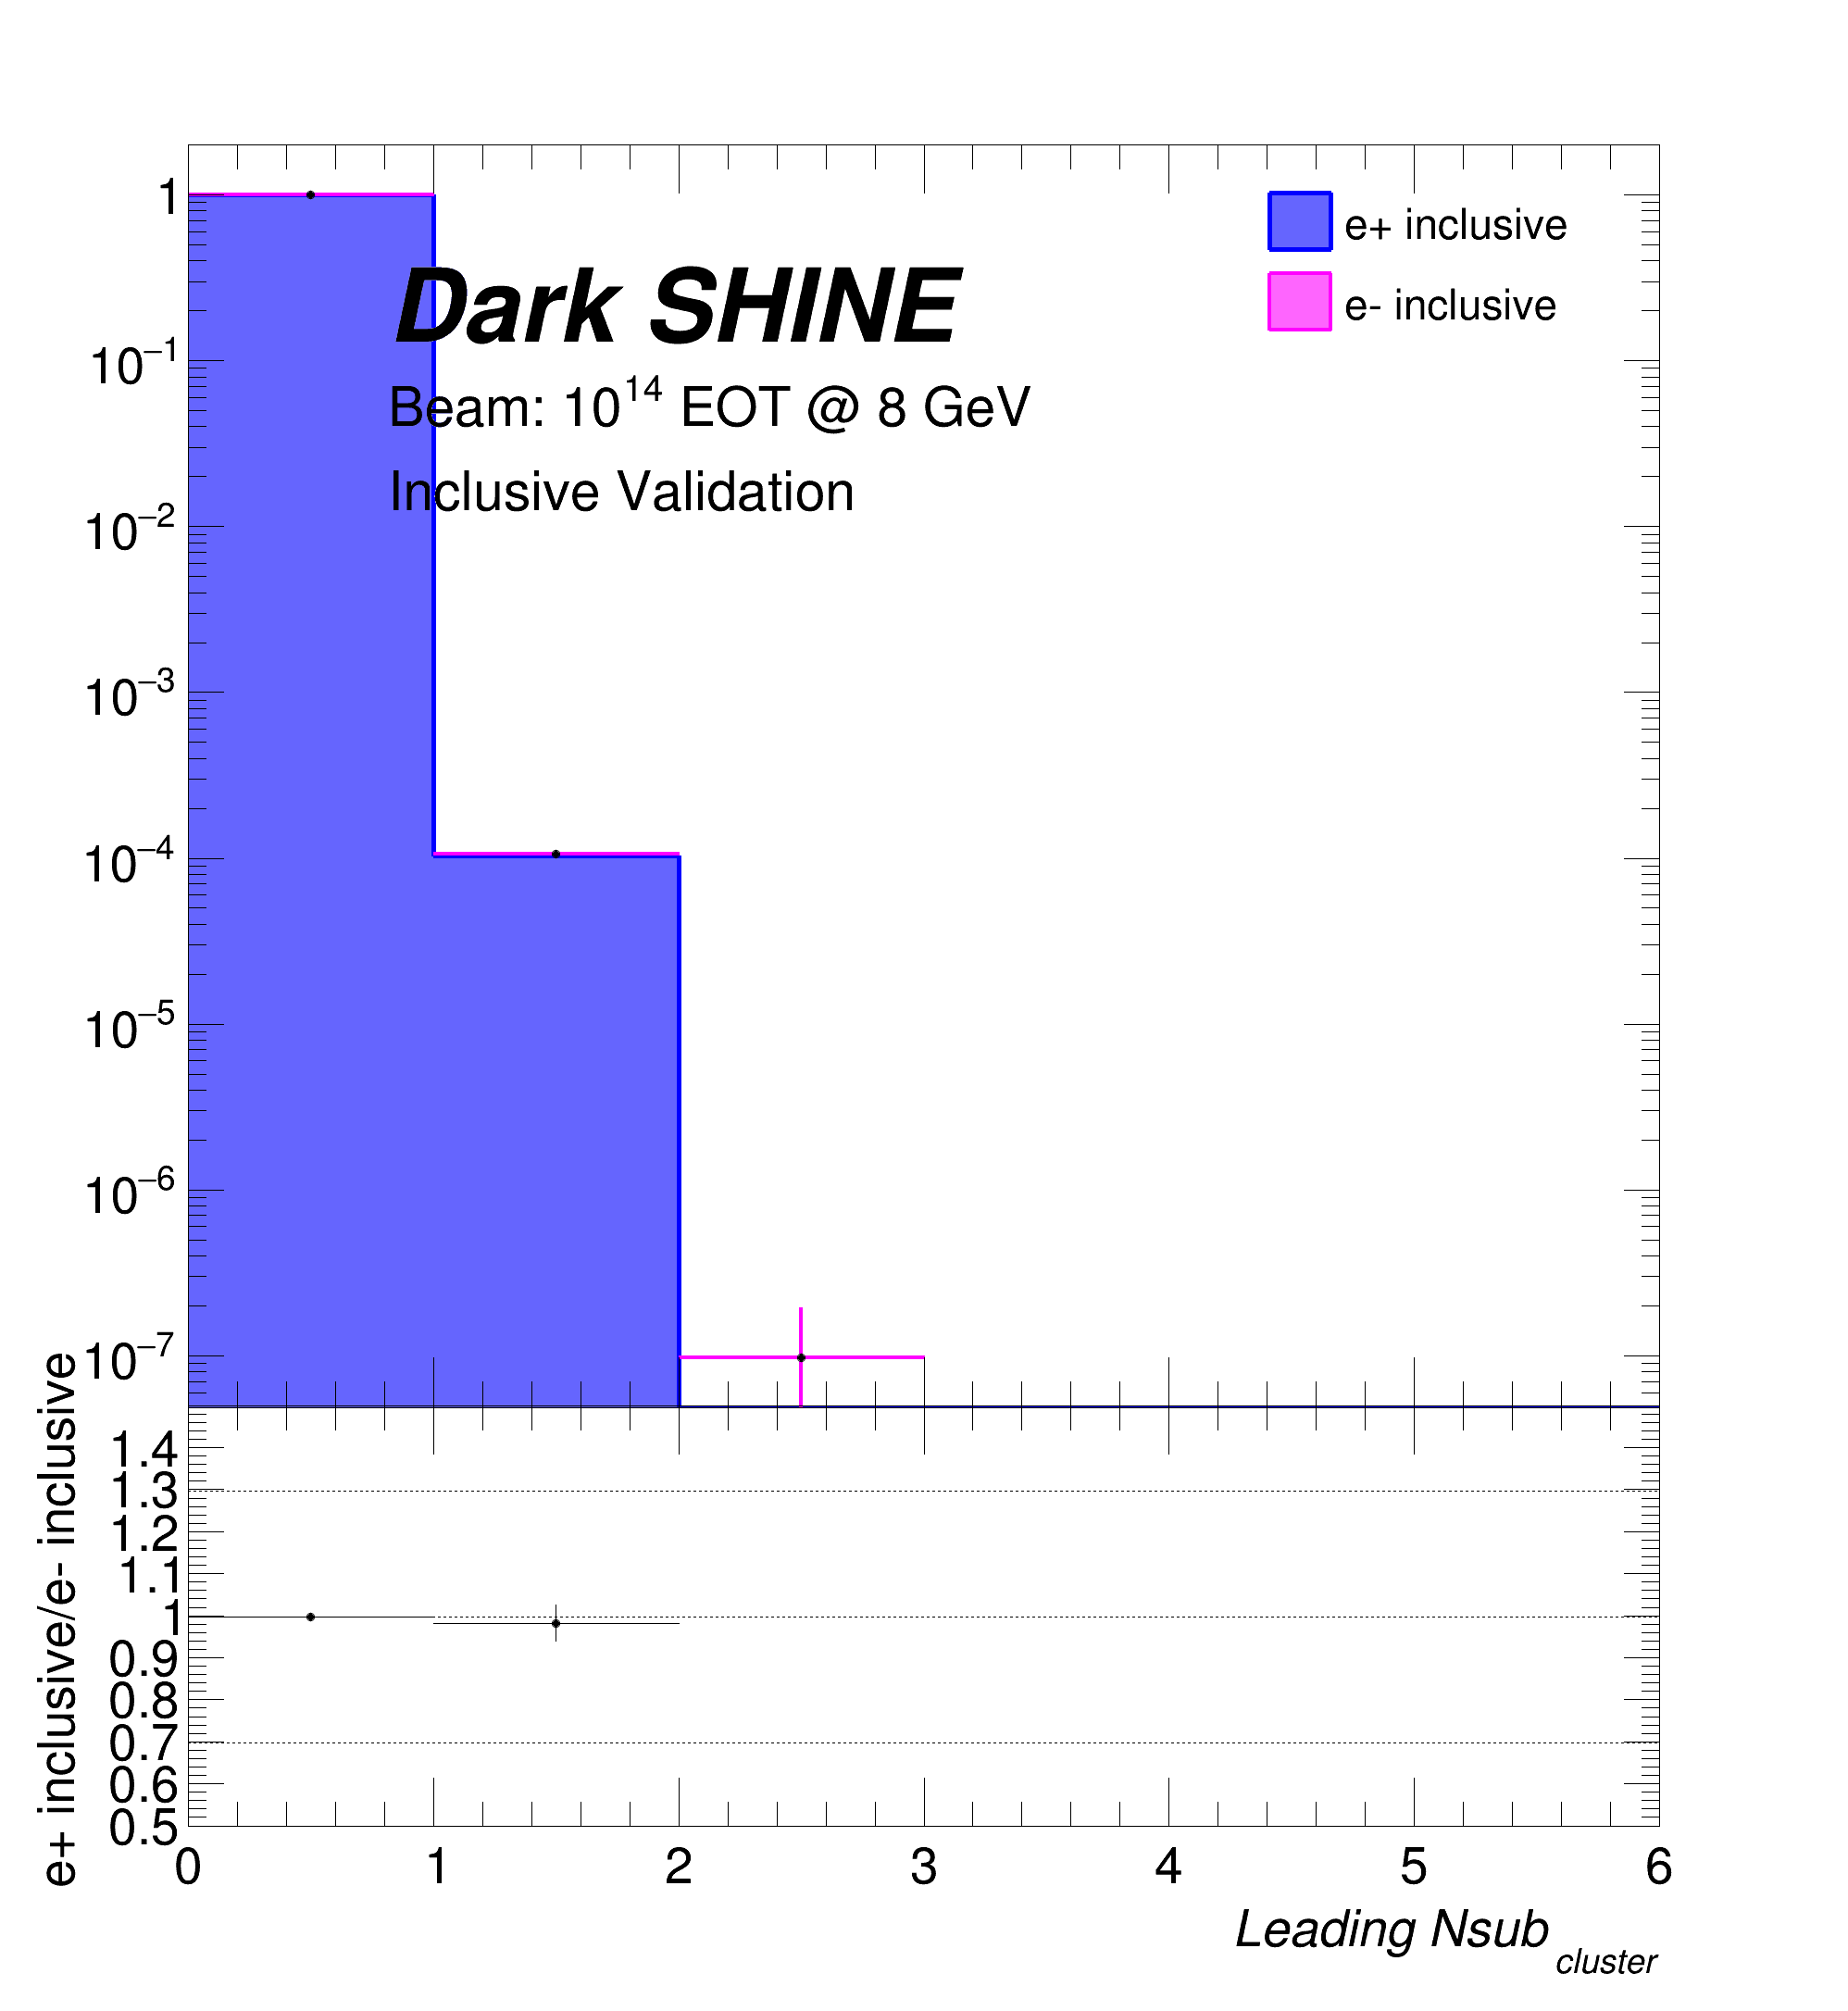 1
e+ inclusive
e- inclusive
Dark SHINE
10⁻¹
Beam: 10¹⁴ EOT @ 8 GeV
Inclusive Validation
10⁻²
10⁻³
10⁻⁴
10⁻⁵
10⁻⁶
10⁻⁷
e+ inclusive/e- inclusive
1.4
1.3
1.2
1.1
1
0.9
0.8
0.7
0.6
0.5
0 1 2 3 4 5 6
Leading Nsub cluster